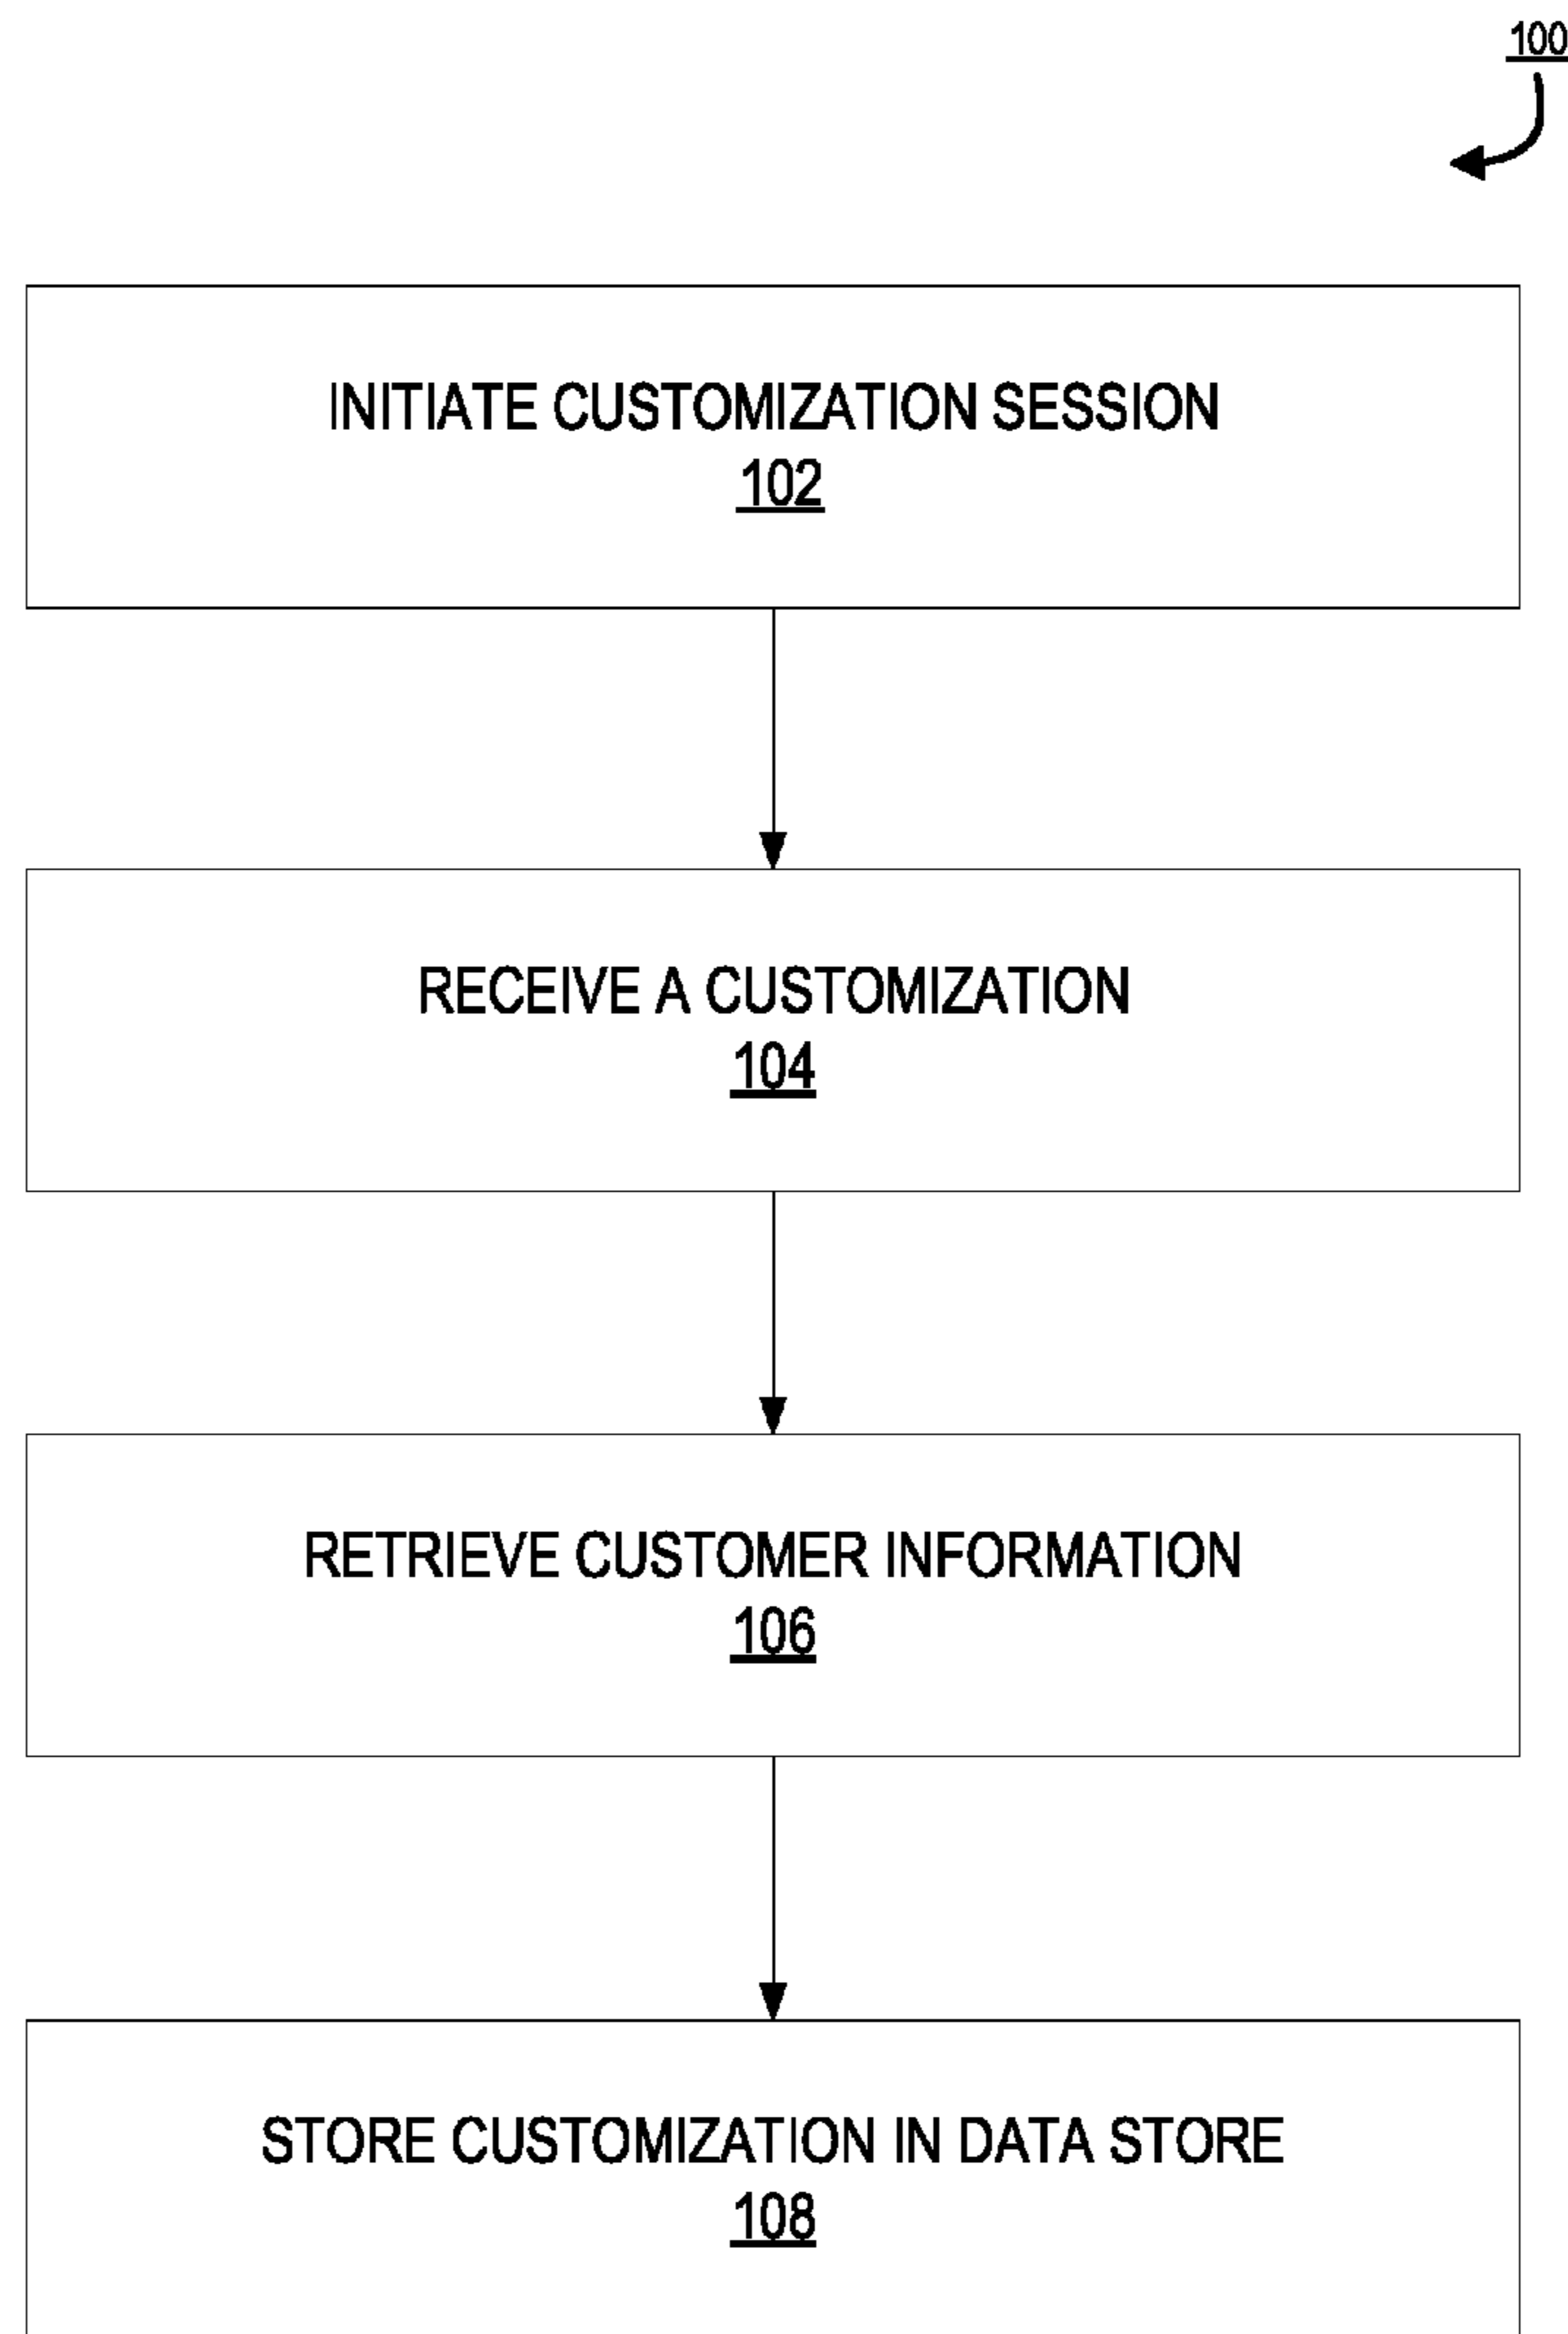 100
INITIATE CUSTOMIZATION SESSION
102
RECEIVE A CUSTOMIZATION
104
RETRIEVE CUSTOMER INFORMATION
106
STORE CUSTOMIZATION IN DATA STORE
108